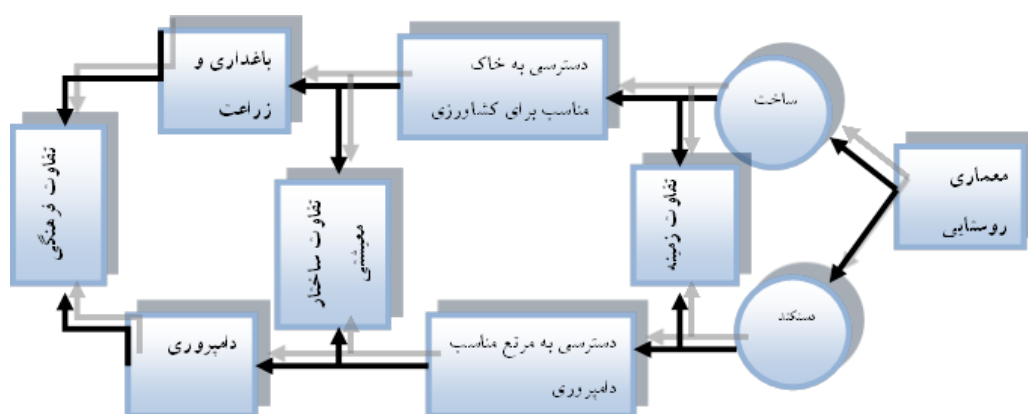 معماری
روستایی
ساخت
دستکند
تفاوت زمینه
دسترسی به خاک
مناسب برای کشاورزی
دسترسی به مرتع مناسب
دامپروری
تفاوت ساختار
معیشتی
باغداری و
زراعت
دامپروری
تفاوت فرهنگی